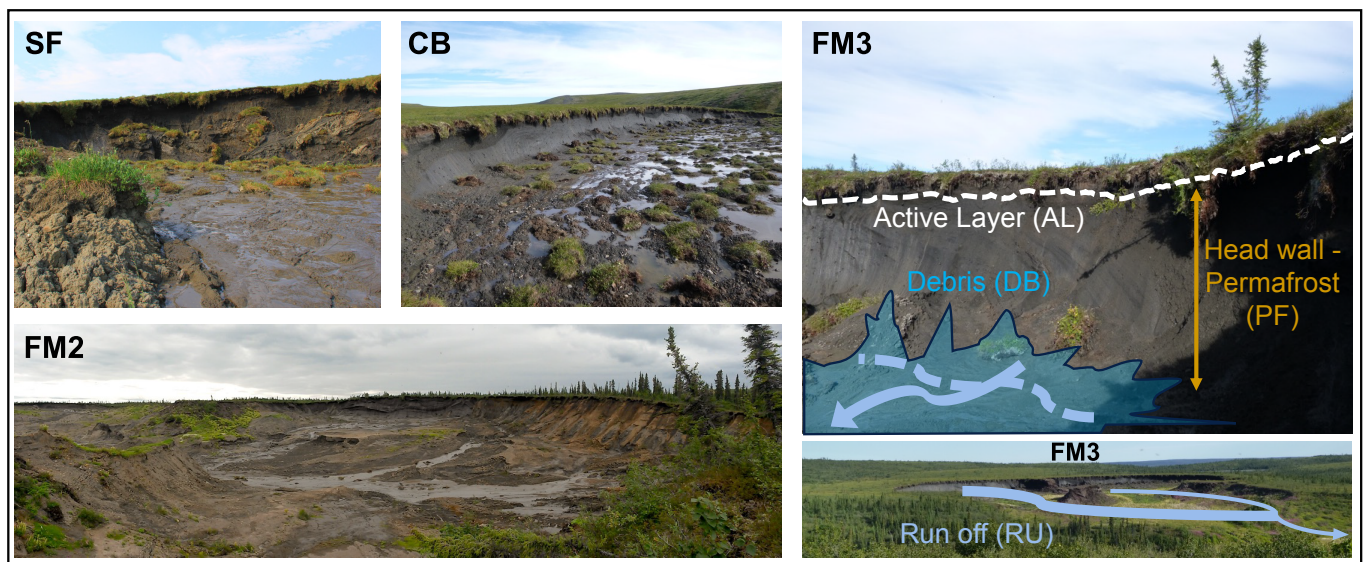 SF
CB
FM3
Active Layer (AL)
Head wall -
Permafrost
(PF)
Debris (DB)
FM2
FM3
Run off (RU)